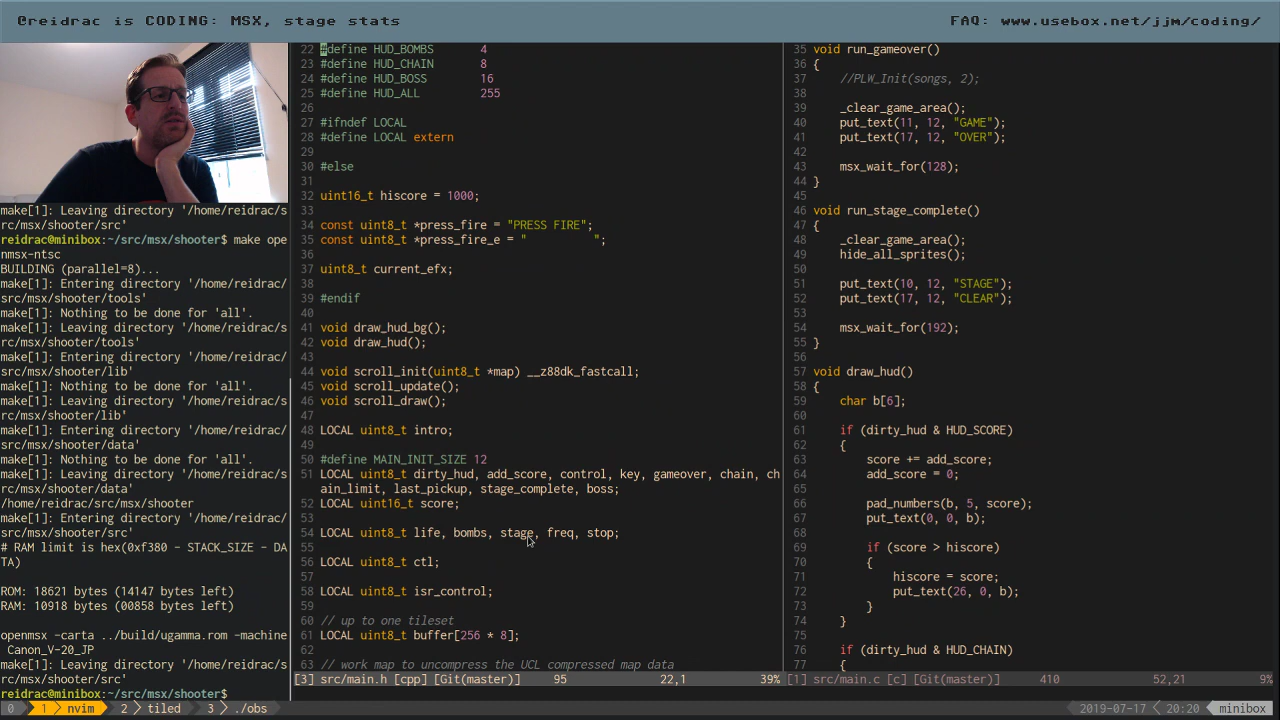 @reidrac is CODING: MSX, stage stats
FAQ: www.usebox.net/jjm/coding/
make[1]: Leaving directory '/home/reidrac/s
rc/msx/shooter/src'
reidrac@minibox:~/src/msx/shooter$ make ope
nmsx-ntsc
BUILDING (parallel=8)...
make[1]: Entering directory '/home/reidrac/
src/msx/shooter/tools'
make[1]: Nothing to be done for 'all'.
make[1]: Leaving directory '/home/reidrac/s
rc/msx/shooter/tools'
make[1]: Entering directory '/home/reidrac/
src/msx/shooter/lib'
make[1]: Nothing to be done for 'all'.
make[1]: Leaving directory '/home/reidrac/s
rc/msx/shooter/lib'
make[1]: Entering directory '/home/reidrac/
src/msx/shooter/data'
make[1]: Nothing to be done for 'all'.
make[1]: Leaving directory '/home/reidrac/s
rc/msx/shooter/data'
/home/reidrac/src/msx/shooter
make[1]: Entering directory '/home/reidrac/
src/msx/shooter/src'
# RAM limit is hex(0xf380 - STACK_SIZE - DA
TA)
ROM: 18621 bytes (14147 bytes left)
RAM: 10918 bytes (00858 bytes left)
openmsx -carta ../build/ugamma.rom -machine
Canon_V-20_JP
make[1]: Leaving directory '/home/reidrac/s
rc/msx/shooter/src'
reidrac@minibox:~/src/msx/shooter$
22 #define HUD_BOMBS 4
23 #define HUD_CHAIN 8
24 #define HUD_BOSS 16
25 #define HUD_ALL 255
26
27 #ifndef LOCAL
28 #define LOCAL extern
29
30 #else
31
32 uint16_t hiscore = 1000;
33
34 const uint8_t *press_fire = "PRESS FIRE";
35 const uint8_t *press_fire_e = "          ";
36
37 uint8_t current_efx;
38
39 #endif
40
41 void draw_hud_bg();
42 void draw_hud();
43
44 void scroll_init(uint8_t *map) __z88dk_fastcall;
45 void scroll_update();
46 void scroll_draw();
47
48 LOCAL uint8_t intro;
49
50 #define MAIN_INIT_SIZE 12
51 LOCAL uint8_t dirty_hud, add_score, control, key, gameover, chain, ch
ain_limit, last_pickup, stage_complete, boss;
52 LOCAL uint16_t score;
53
54 LOCAL uint8_t life, bombs, stage, freq, stop;
55
56 LOCAL uint8_t ctl;
57
58 LOCAL uint8_t isr_control;
59
60 // up to one tileset
61 LOCAL uint8_t buffer[256 * 8];
62
63 // work map to uncompress the UCL compressed map data
[3] src/main.h [cpp] [Git(master)] 95 22,1 39%
35 void run_gameover()
36 {
37 //PLW_Init(songs, 2);
38
39 _clear_game_area();
40 put_text(11, 12, "GAME");
41 put_text(17, 12, "OVER");
42
43 msx_wait_for(128);
44 }
45
46 void run_stage_complete()
47 {
48 _clear_game_area();
49 hide_all_sprites();
50
51 put_text(10, 12, "STAGE");
52 put_text(17, 12, "CLEAR");
53
54 msx_wait_for(192);
55 }
56
57 void draw_hud()
58 {
59 char b[6];
60
61 if (dirty_hud & HUD_SCORE)
62 {
63 score += add_score;
64 add_score = 0;
65
66 pad_numbers(b, 5, score);
67 put_text(0, 0, b);
68
69 if (score > hiscore)
70 {
71 hiscore = score;
72 put_text(26, 0, b);
73 }
74 }
75
76 if (dirty_hud & HUD_CHAIN)
77 {
[1] src/main.c [c] [Git(master)] 410 52,21 9%
0 1 nvim 2 tiled 3 ./obs
2019-07-17 20:20 minibox